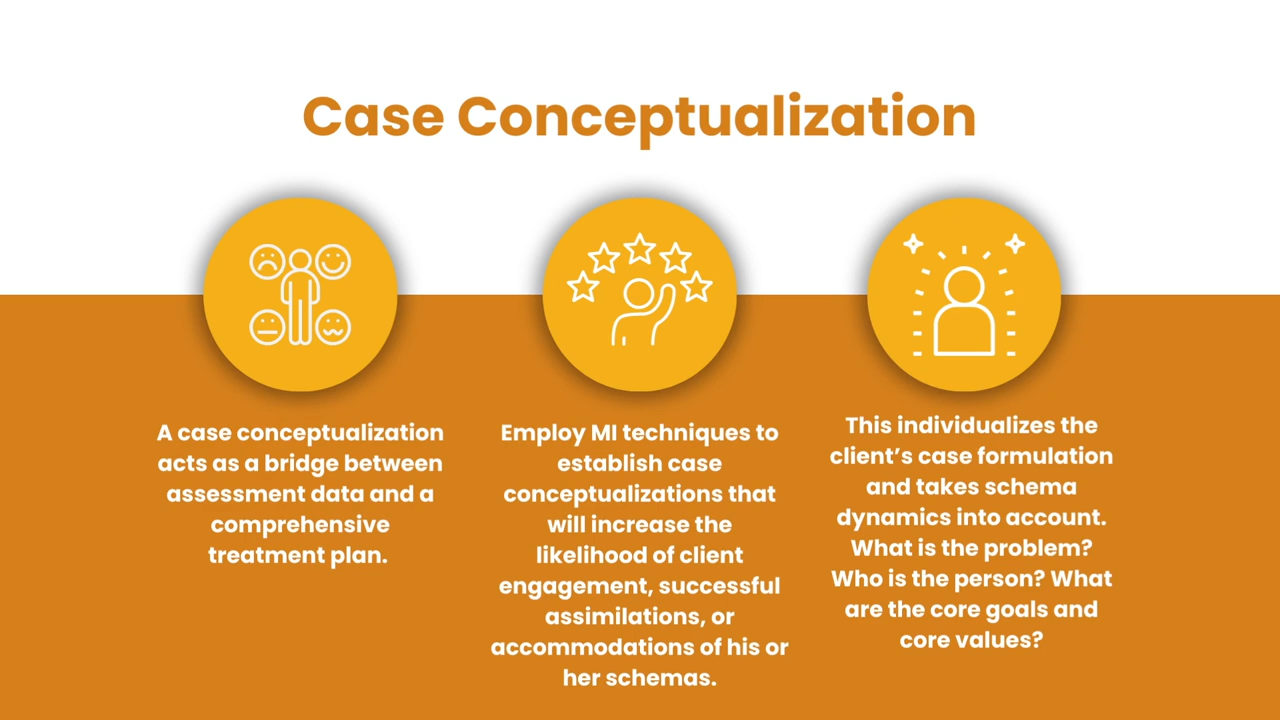 Case Conceptualization
A case conceptualization
acts as a bridge between
assessment data and a
comprehensive
treatment plan.
Employ MI techniques to
establish case
conceptualizations that
will increase the
likelihood of client
engagement, successful
assimilations, or
accommodations of his or
her schemas.
This individualizes the
client’s case formulation
and takes schema
dynamics into account.
What is the problem?
Who is the person? What
are the core goals and
core values?